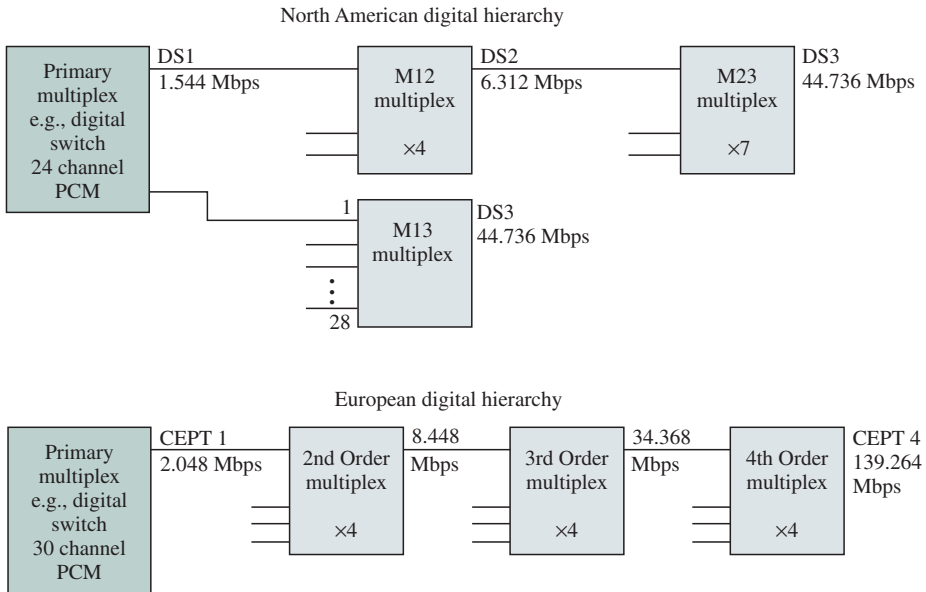 North American digital hierarchy
Primary
multiplex
e.g., digital
switch
24 channel
PCM
DS1
1.544 Mbps
M12
multiplex
×4
DS2
6.312 Mbps
M23
multiplex
×7
DS3
44.736 Mbps
1
28
M13
multiplex
DS3
44.736 Mbps
European digital hierarchy
Primary
multiplex
e.g., digital
switch
30 channel
PCM
CEPT 1
2.048 Mbps
2nd Order
multiplex
×4
8.448
Mbps
3rd Order
multiplex
×4
34.368
Mbps
4th Order
multiplex
×4
CEPT 4
139.264
Mbps